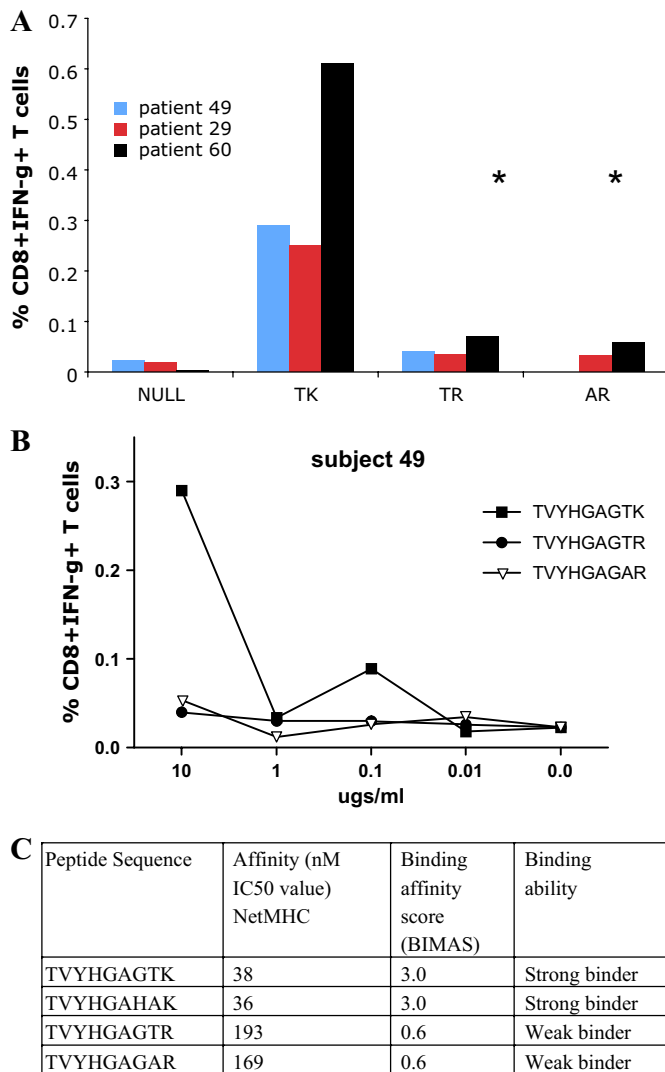 A
% CD8+IFN-g+ T cells
0.7
0.6
0.5
0.4
0.3
0.2
0.1
0
patient 49
patient 29
patient 60
*
*
NULL
TK
TR
AR
B
subject 49
% CD8+IFN-g+ T cells
0.3
0.2
0.1
0.0
TVYHGAGTK
TVYHGAGTR
TVYHGAGAR
10
1
0.1
0.01
0.0
ugs/ml
C
Peptide Sequence
Affinity (nM
IC50 value)
NetMHC
Binding
affinity
score
(BIMAS)
Binding
ability
TVYHGAGTK 38 3.0 Strong binder
TVYHGAHAK 36 3.0 Strong binder
TVYHGAGTR 193 0.6 Weak binder
TVYHGAGAR 169 0.6 Weak binder